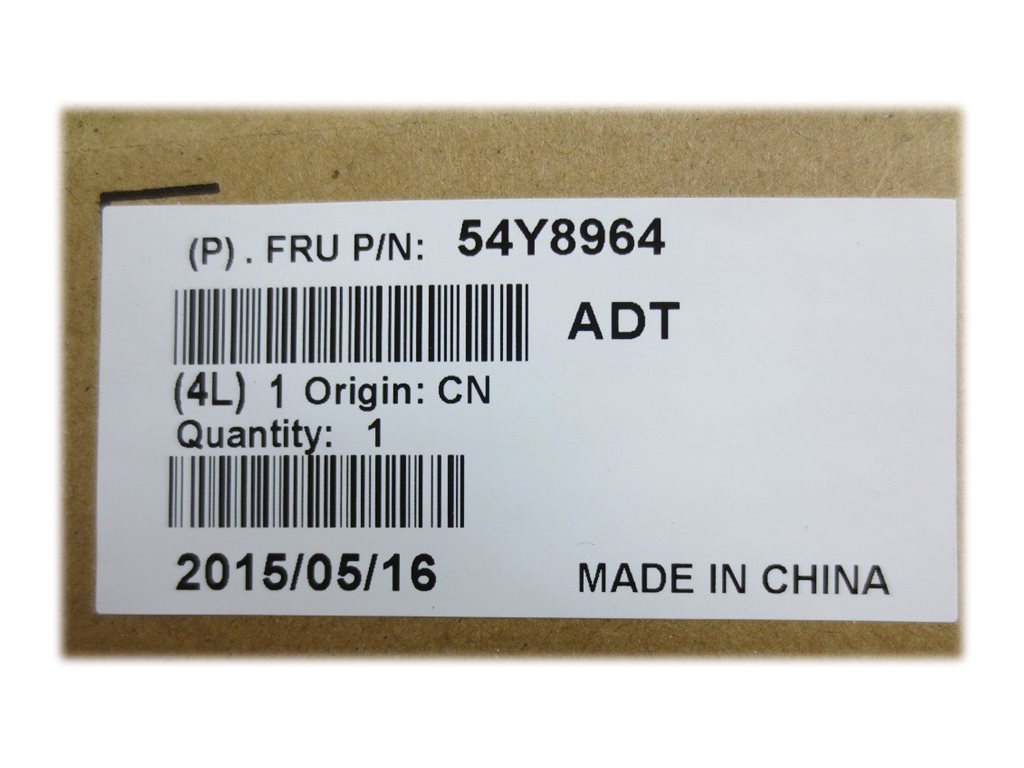 (P) . FRU P/N: 54Y8964
ADT
(4L) 1 Origin: CN
Quantity: 1
2015/05/16
MADE IN CHINA